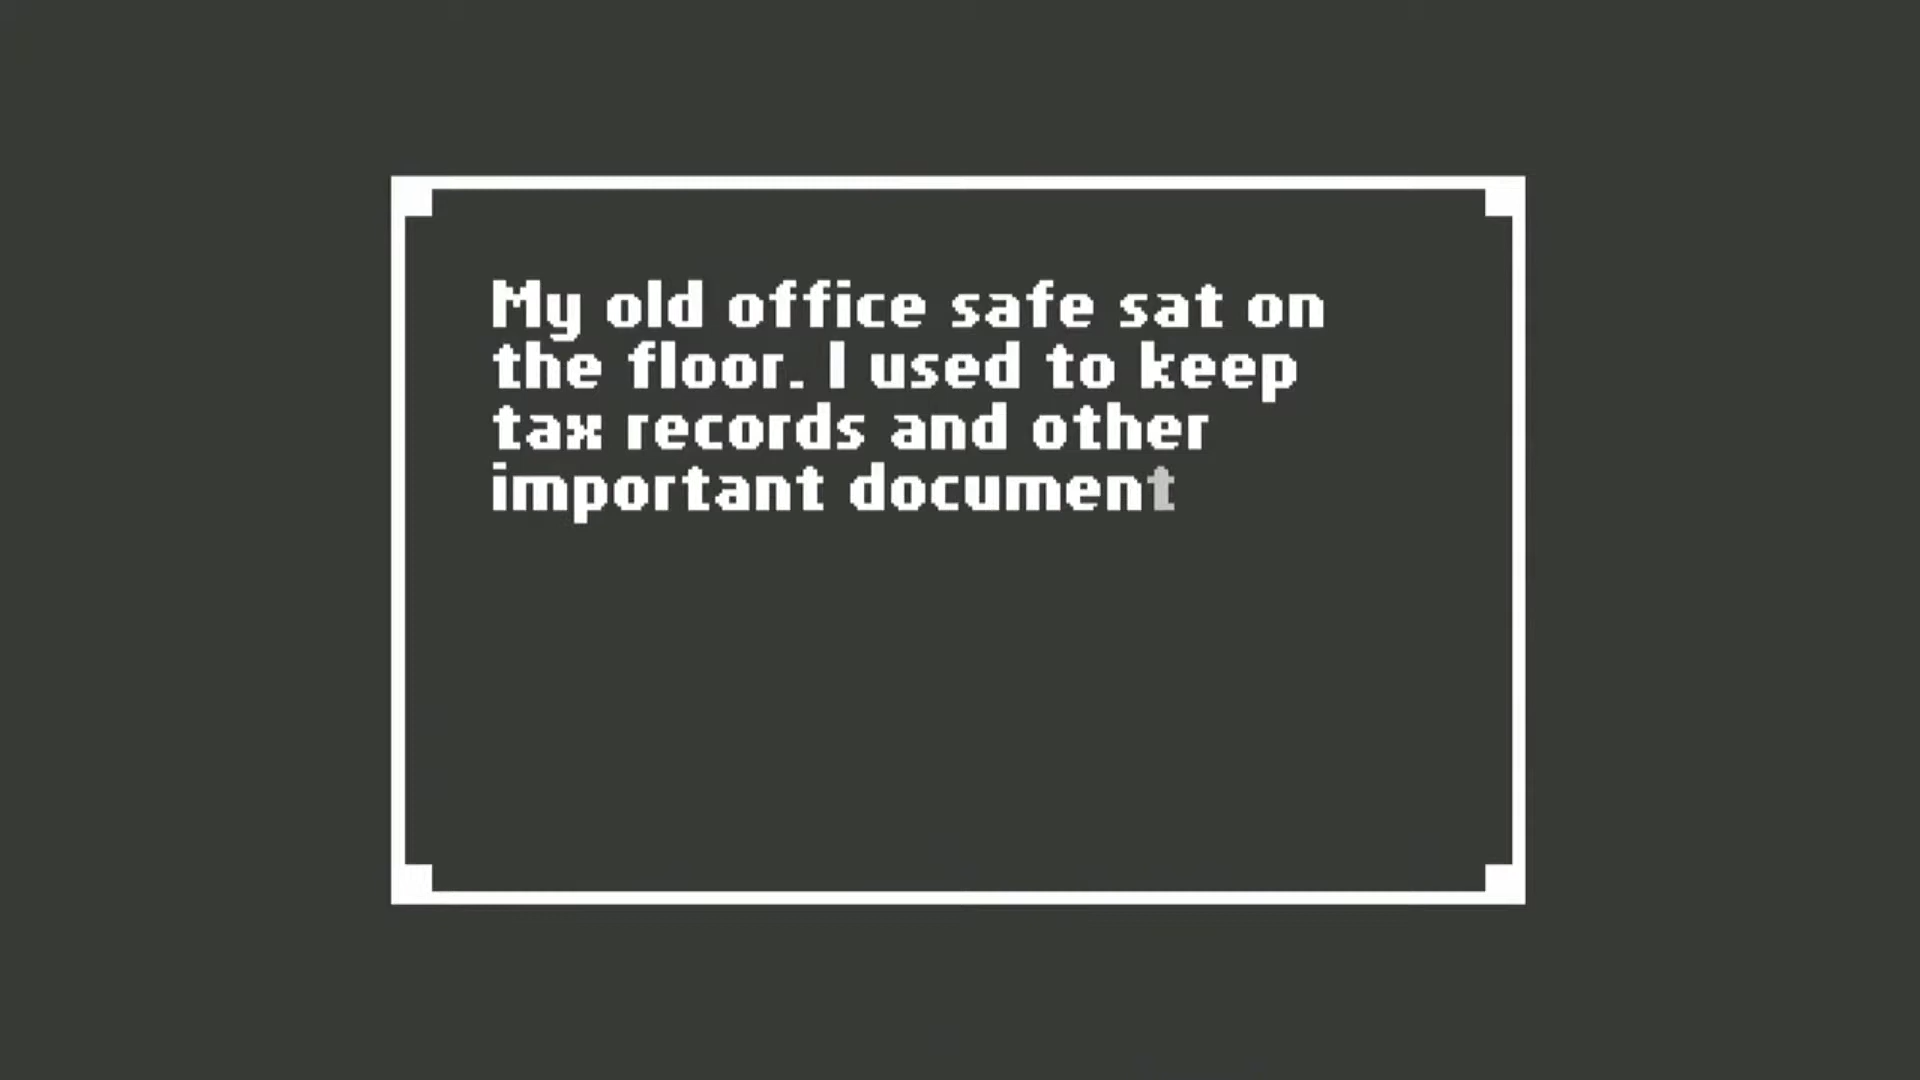 My old office safe sat on
the floor. I used to keep
tax records and other
important document